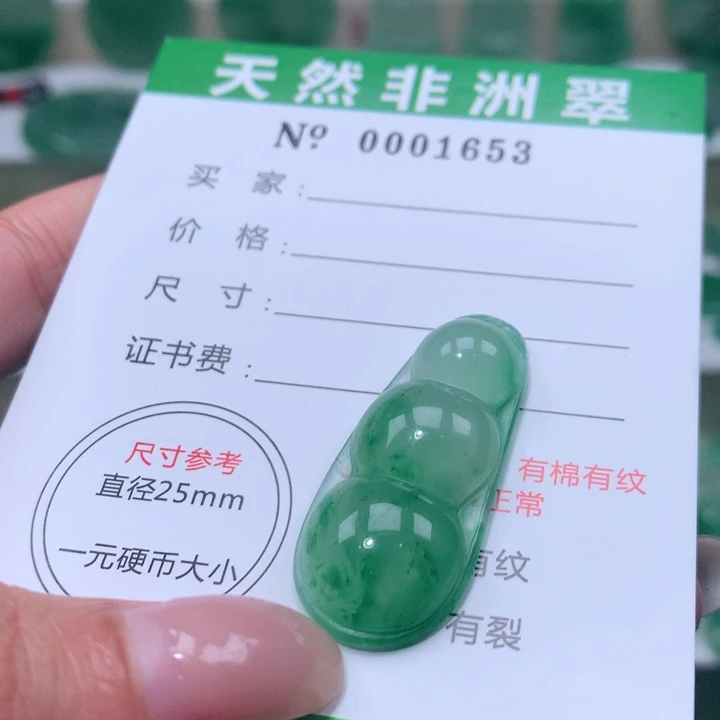 天然非洲翠
Nº 0001653
买家:
价格:
尺寸:
证书费:
尺寸参考
直径25mm
一元硬币大小
有棉有纹
正常
有纹
有裂